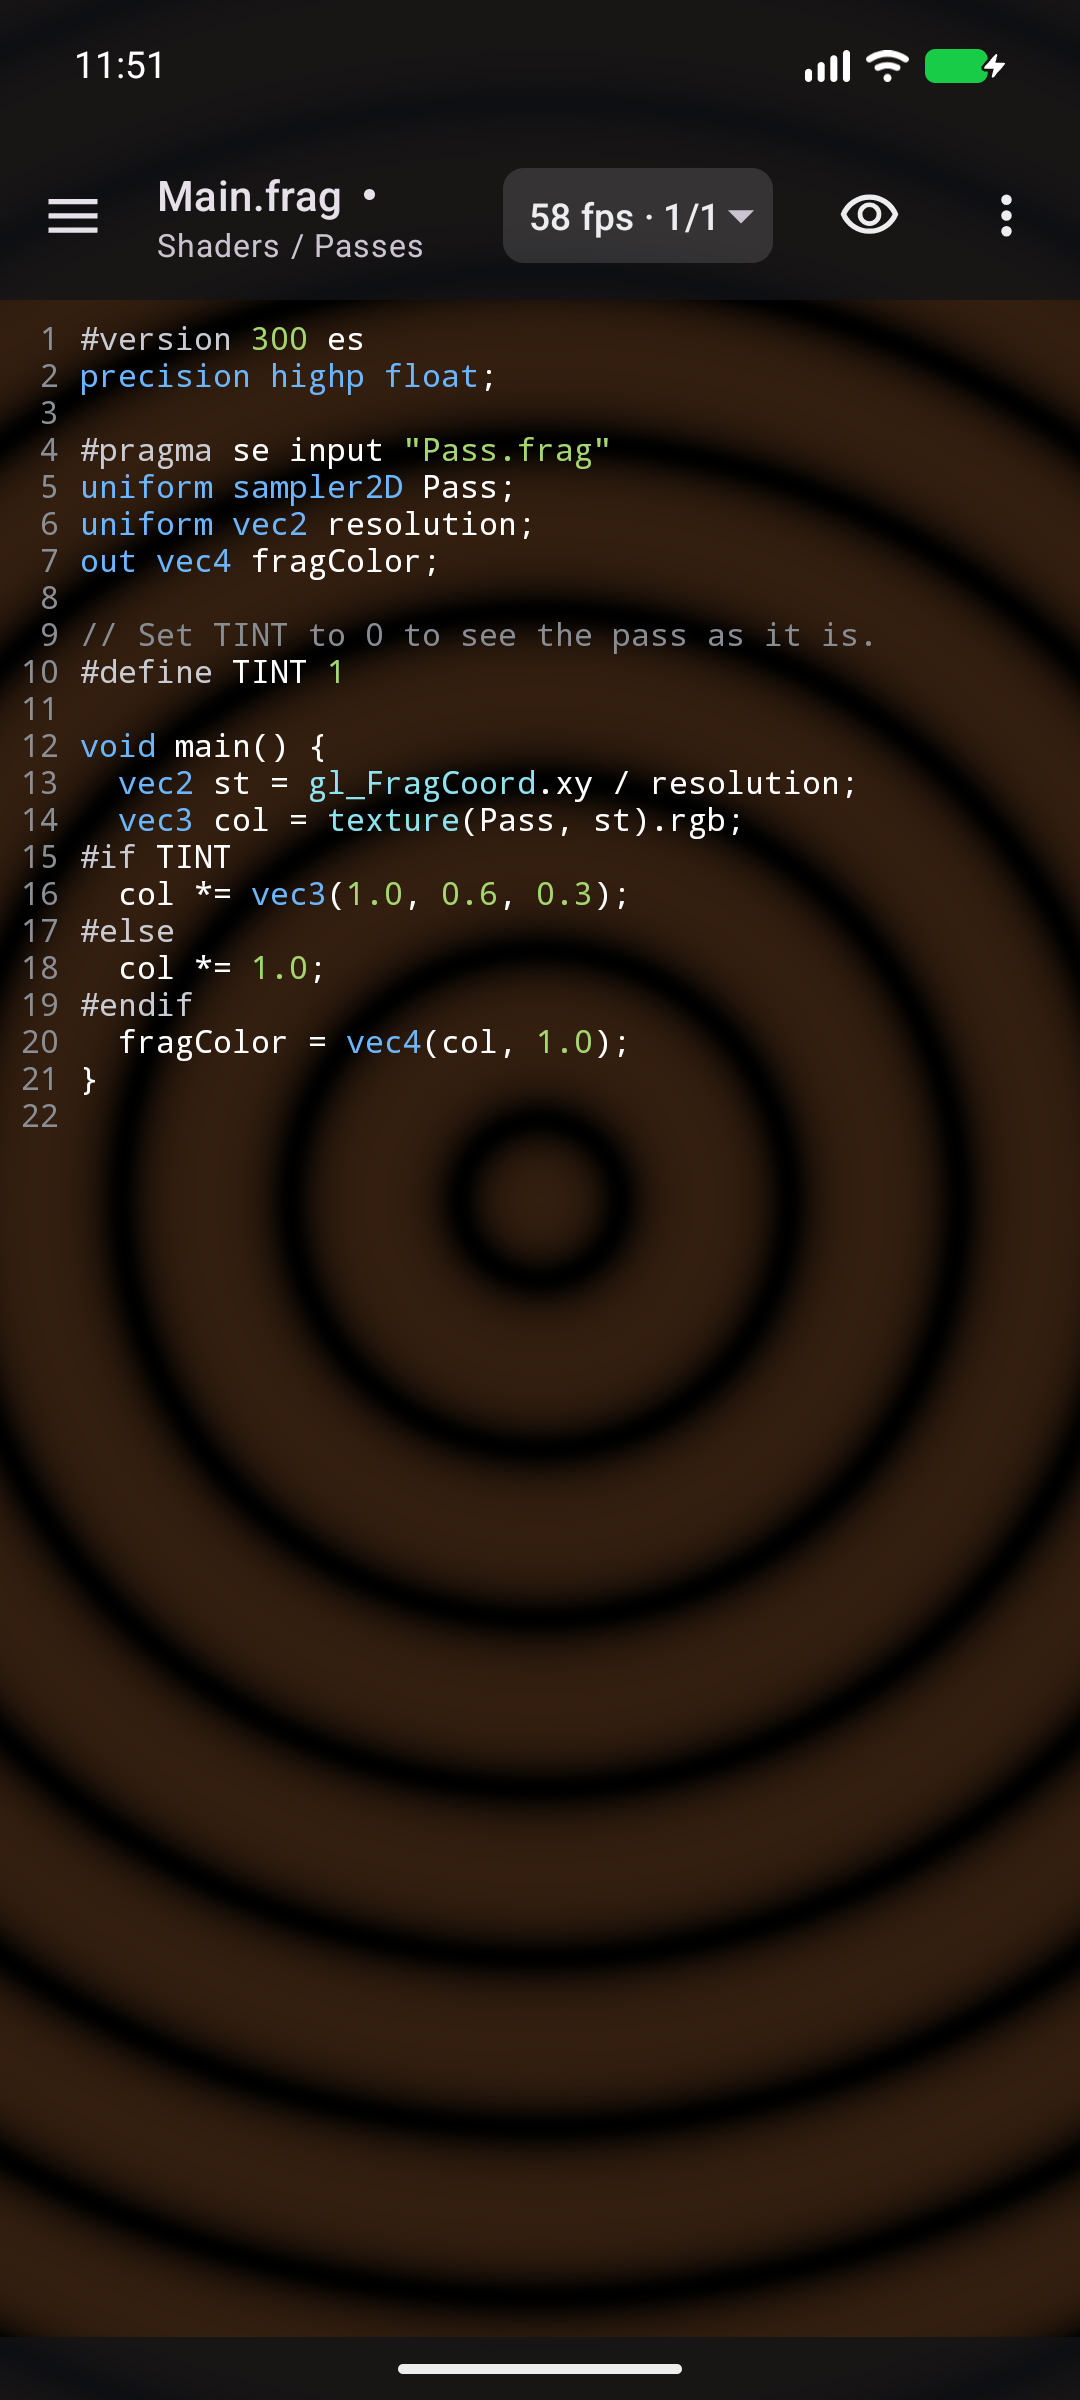 11:51
Main.frag •
Shaders / Passes
58 fps · 1/1
1 #version 300 es
2 precision highp float;
3
4 #pragma se input "Pass.frag"
5 uniform sampler2D Pass;
6 uniform vec2 resolution;
7 out vec4 fragColor;
8
9 // Set TINT to 0 to see the pass as it is.
10 #define TINT 1
11
12 void main() {
13   vec2 st = gl_FragCoord.xy / resolution;
14   vec3 col = texture(Pass, st).rgb;
15 #if TINT
16   col *= vec3(1.0, 0.6, 0.3);
17 #else
18   col *= 1.0;
19 #endif
20   fragColor = vec4(col, 1.0);
21 }
22